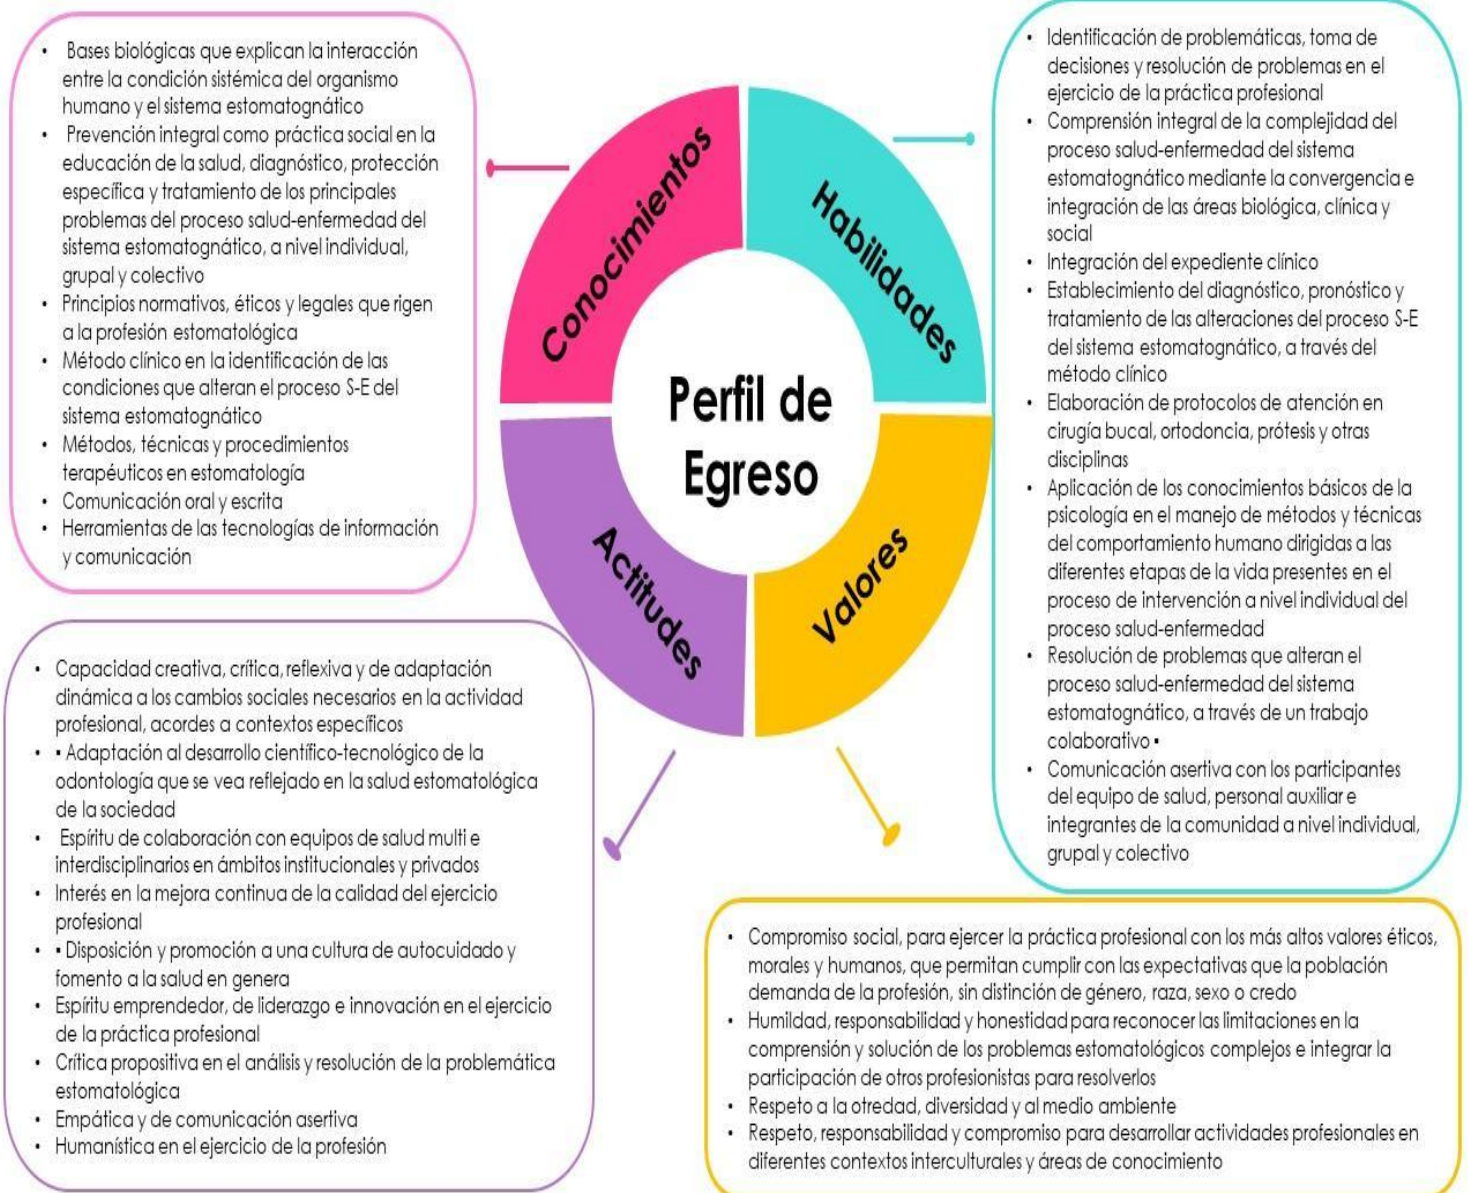 • Bases biológicas que explican la interacción
entre la condición sistémica del organismo
humano y el sistema estomatognático
• Prevención integral como práctica social en la
educación de la salud, diagnóstico, protección
específica y tratamiento de los principales
problemas del proceso salud-enfermedad del
sistema estomatognático, a nivel individual,
grupal y colectivo
• Principios normativos, éticos y legales que rigen
a la profesión estomatológica
• Método clínico en la identificación de las
condiciones que alteran el proceso S-E del
sistema estomatognático
• Métodos, técnicas y procedimientos
terapéuticos en estomatología
• Comunicación oral y escrita
• Herramientas de las tecnologías de información
y comunicación
Conocimientos
Habilidades
Perfil de
Egreso
Actitudes
Valores
• Identificación de problemáticas, toma de
decisiones y resolución de problemas en el
ejercicio de la práctica profesional
• Comprensión integral de la complejidad del
proceso salud-enfermedad del sistema
estomatognático mediante la convergencia e
integración de las áreas biológica, clínica y
social
• Integración del expediente clínico
• Establecimiento del diagnóstico, pronóstico y
tratamiento de las alteraciones del proceso S-E
del sistema estomatognático, a través del
método clínico
• Elaboración de protocolos de atención en
cirugía bucal, ortodoncia, prótesis y otras
disciplinas
• Aplicación de los conocimientos básicos de la
psicología en el manejo de métodos y técnicas
del comportamiento humano dirigidas a las
diferentes etapas de la vida presentes en el
proceso de intervención a nivel individual del
proceso salud-enfermedad
• Resolución de problemas que alteran el
proceso salud-enfermedad del sistema
estomatognático, a través de un trabajo
colaborativo ▪
• Comunicación asertiva con los participantes
del equipo de salud, personal auxiliar e
integrantes de la comunidad a nivel individual,
grupal y colectivo
• Capacidad creativa, crítica, reflexiva y de adaptación
dinámica a los cambios sociales necesarios en la actividad
profesional, acordes a contextos específicos
• ▪ Adaptación al desarrollo científico-tecnológico de la
odontología que se vea reflejado en la salud estomatológica
de la sociedad
• Espíritu de colaboración con equipos de salud multi e
interdisciplinarios en ámbitos institucionales y privados
• Interés en la mejora continua de la calidad del ejercicio
profesional
• ▪ Disposición y promoción a una cultura de autocuidado y
fomento a la salud en genera
• Espíritu emprendedor, de liderazgo e innovación en el ejercicio
de la práctica profesional
• Crítica propositiva en el análisis y resolución de la problemática
estomatológica
• Empática y de comunicación asertiva
• Humanística en el ejercicio de la profesión
• Compromiso social, para ejercer la práctica profesional con los más altos valores éticos,
morales y humanos, que permitan cumplir con las expectativas que la población
demanda de la profesión, sin distinción de género, raza, sexo o credo
• Humildad, responsabilidad y honestidad para reconocer las limitaciones en la
comprensión y solución de los problemas estomatológicos complejos e integrar la
participación de otros profesionistas para resolverlos
• Respeto a la otredad, diversidad y al medio ambiente
• Respeto, responsabilidad y compromiso para desarrollar actividades profesionales en
diferentes contextos interculturales y áreas de conocimiento